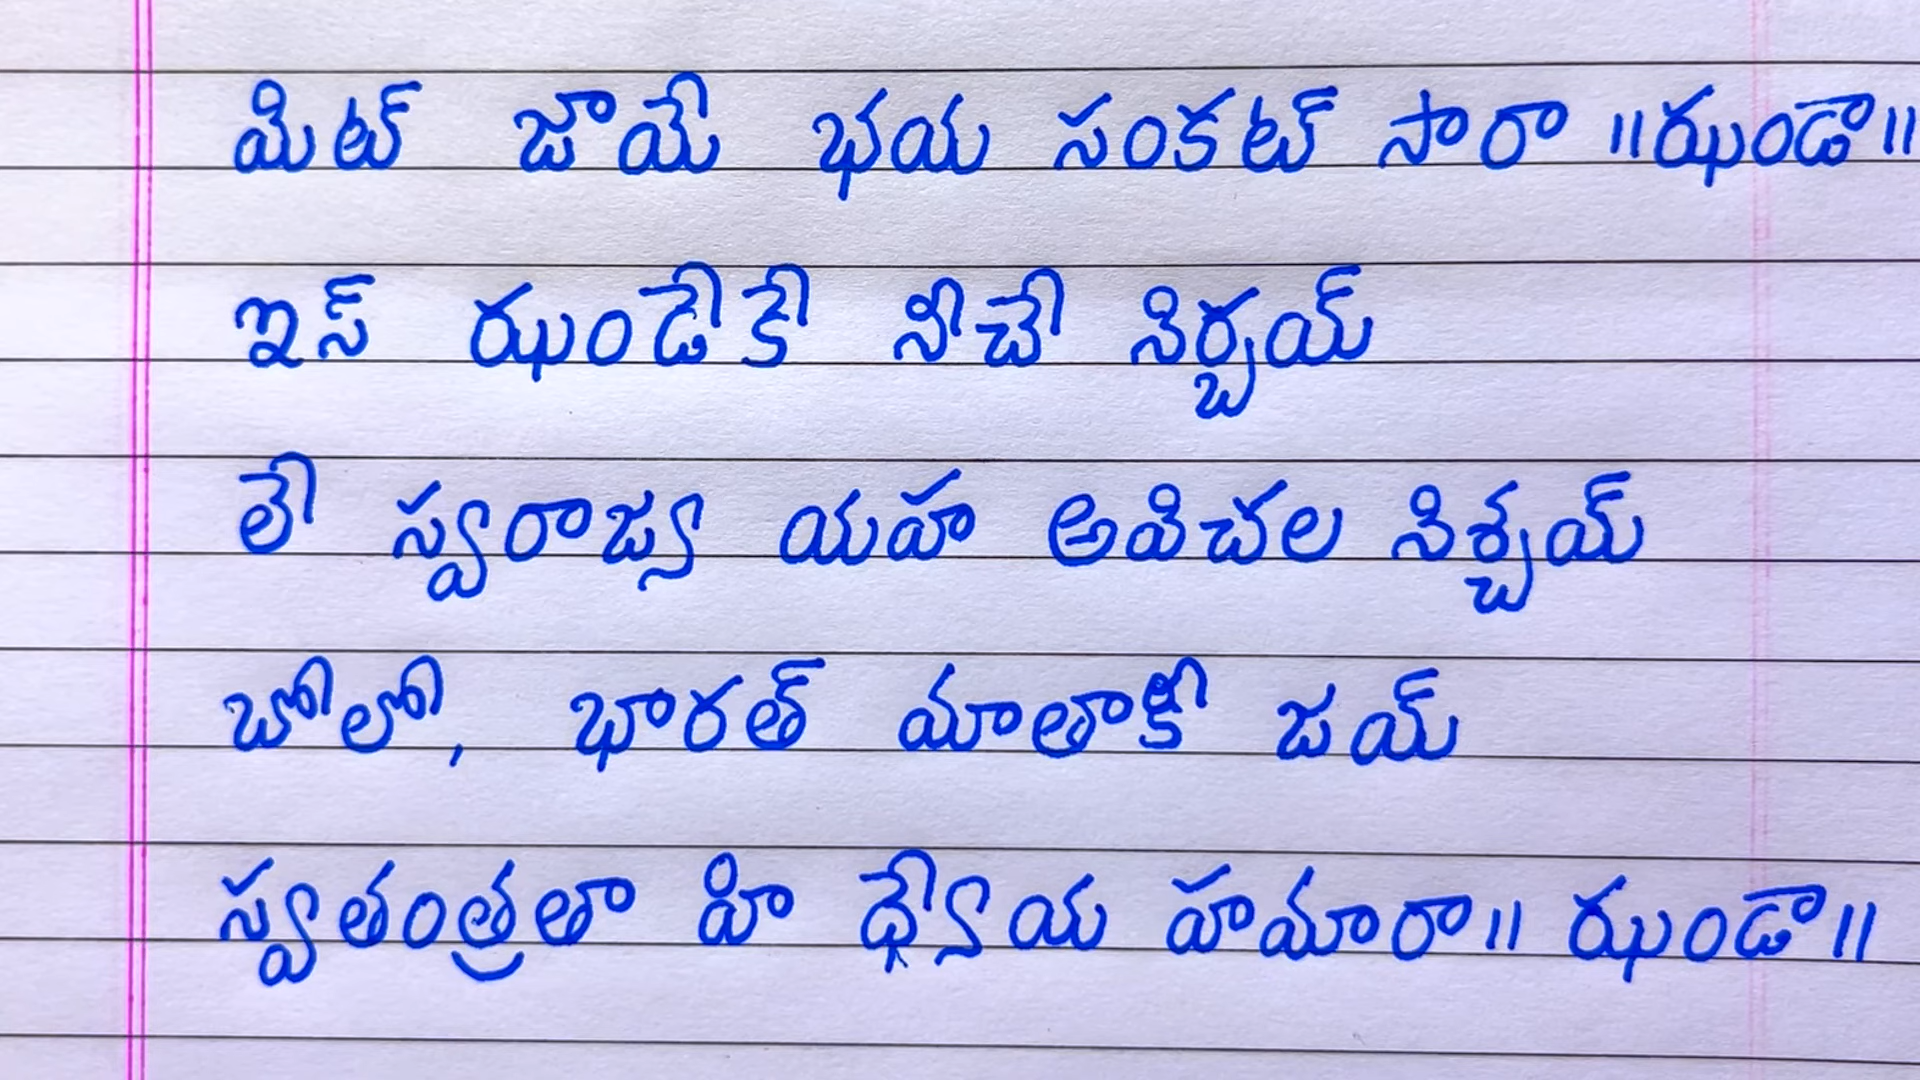 మిట్ జాయే భయ సంకట్ సారా ॥ఝండా॥
ఇస్ ఝండేకే నీచే నిర్భయ్
లే స్వరాజ్య యహ అవిచల నిశ్చయ్
బోలో, భారత్ మాతాకీ జయ్
స్వతంత్రతా హి ధ్యేయ హమారా॥ ఝండా॥